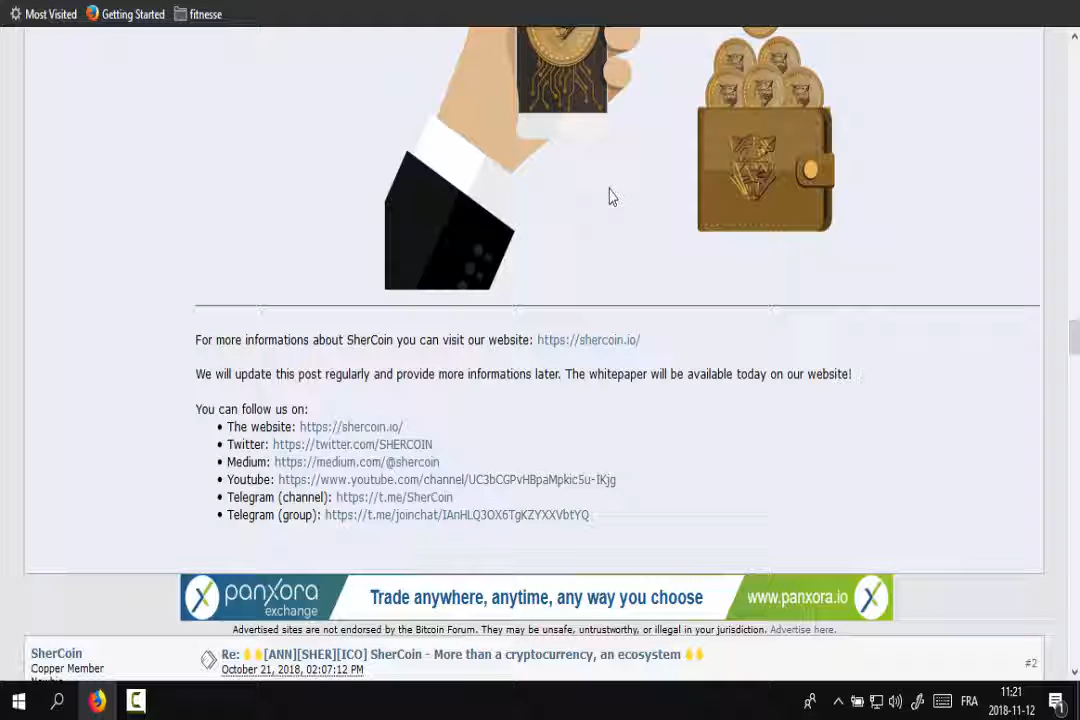 Most Visited Getting Started fitnesse
For more informations about SherCoin you can visit our website: https://shercoin.io/
We will update this post regularly and provide more informations later. The whitepaper will be available today on our website!
You can follow us on:
• The website: https://shercoin.io/
• Twitter: https://twitter.com/SHERCOIN
• Medium: https://medium.com/@shercoin
• Youtube: https://www.youtube.com/channel/UC3bCGPvHBpaMpkic5u-IKjg
• Telegram (channel): https://t.me/SherCoin
• Telegram (group): https://t.me/joinchat/IAnHLQ3OX6TgKZYXXVbtYQ
panxora exchange Trade anywhere, anytime, any way you choose www.panxora.io
Advertised sites are not endorsed by the Bitcoin Forum. They may be unsafe, untrustworthy, or illegal in your jurisdiction. Advertise here.
SherCoin Re: [ANN][SHER][ICO] SherCoin - More than a cryptocurrency, an ecosystem
Copper Member October 21, 2018, 02:07:12 PM #2
FRA 11:21
2018-11-12 1